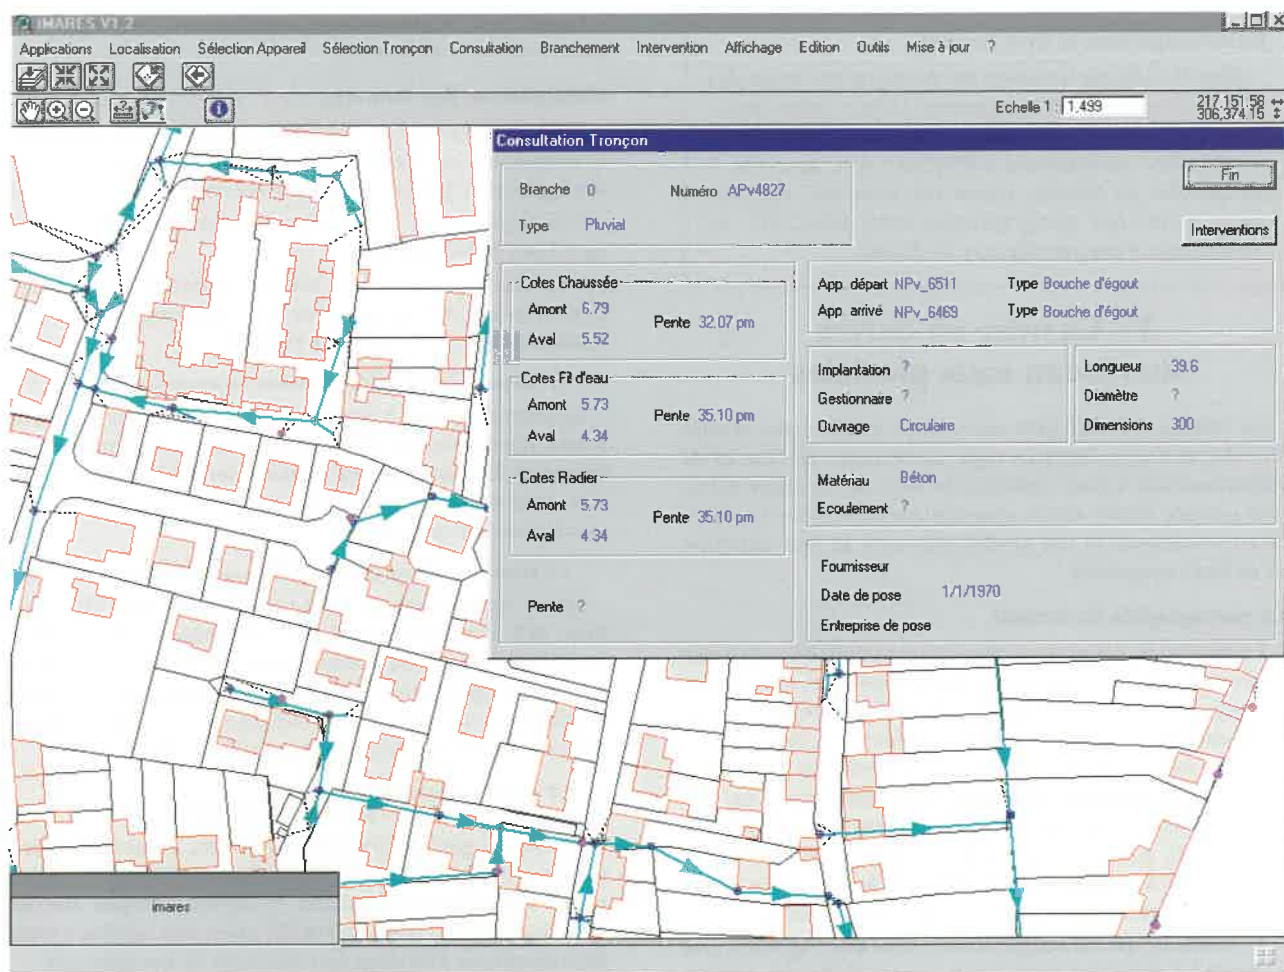 IMARES V1.2
Applications Localisation Sélection Appareil Sélection Tronçon Consultation Branchement Intervention Affichage Edition Outils Mise à jour ?
Echelle 1 : 1,499
217,151.58
306,374.15
Consultation Tronçon
Branche 0 Numéro APv4827
Type Pluvial
Fin
Interventions
Cotes Chaussée
Amont 6.79
Pente 32.07 pm
Aval 5.52
Cotes Fil d'eau
Amont 5.73
Pente 35.10 pm
Aval 4.34
Cotes Radier
Amont 5.73
Pente 35.10 pm
Aval 4.34
Pente ?
App. départ NPv_6511 Type Bouche d'égout
App. arrivé NPv_6469 Type Bouche d'égout
Implantation ?
Gestionnaire ?
Ouvrage Circulaire
Longueur 39.6
Diamètre ?
Dimensions 300
Matériau Béton
Ecoulement ?
Fournisseur
Date de pose 1/1/1970
Entreprise de pose
imares